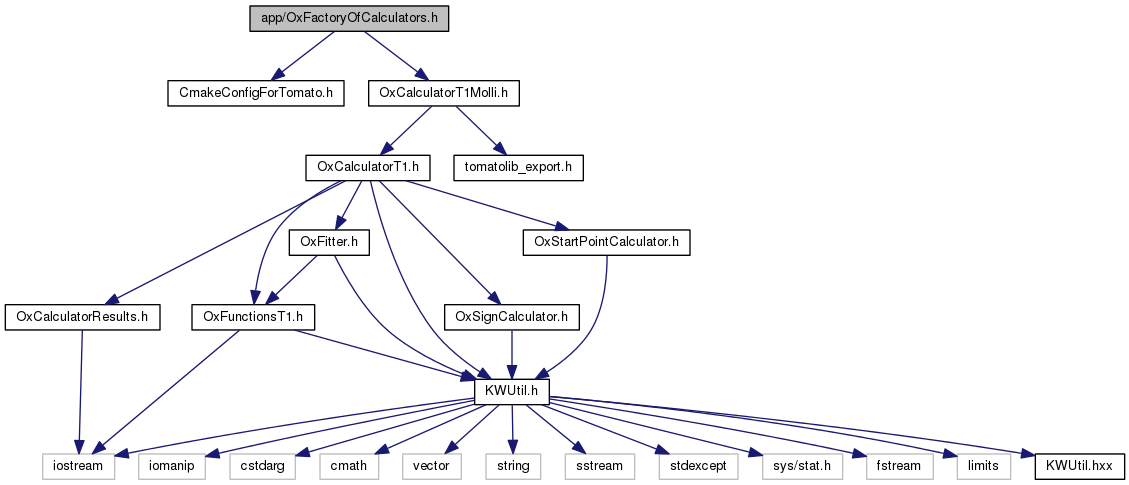 app/OxFactoryOfCalculators.h
CmakeConfigForTomato.h
OxCalculatorT1Molli.h
OxCalculatorT1.h
tomatolib_export.h
OxFitter.h
OxStartPointCalculator.h
OxCalculatorResults.h
OxFunctionsT1.h
OxSignCalculator.h
KWUtil.h
iostream
iomanip
cstdarg
cmath
vector
string
sstream
stdexcept
sys/stat.h
fstream
limits
KWUtil.hxx